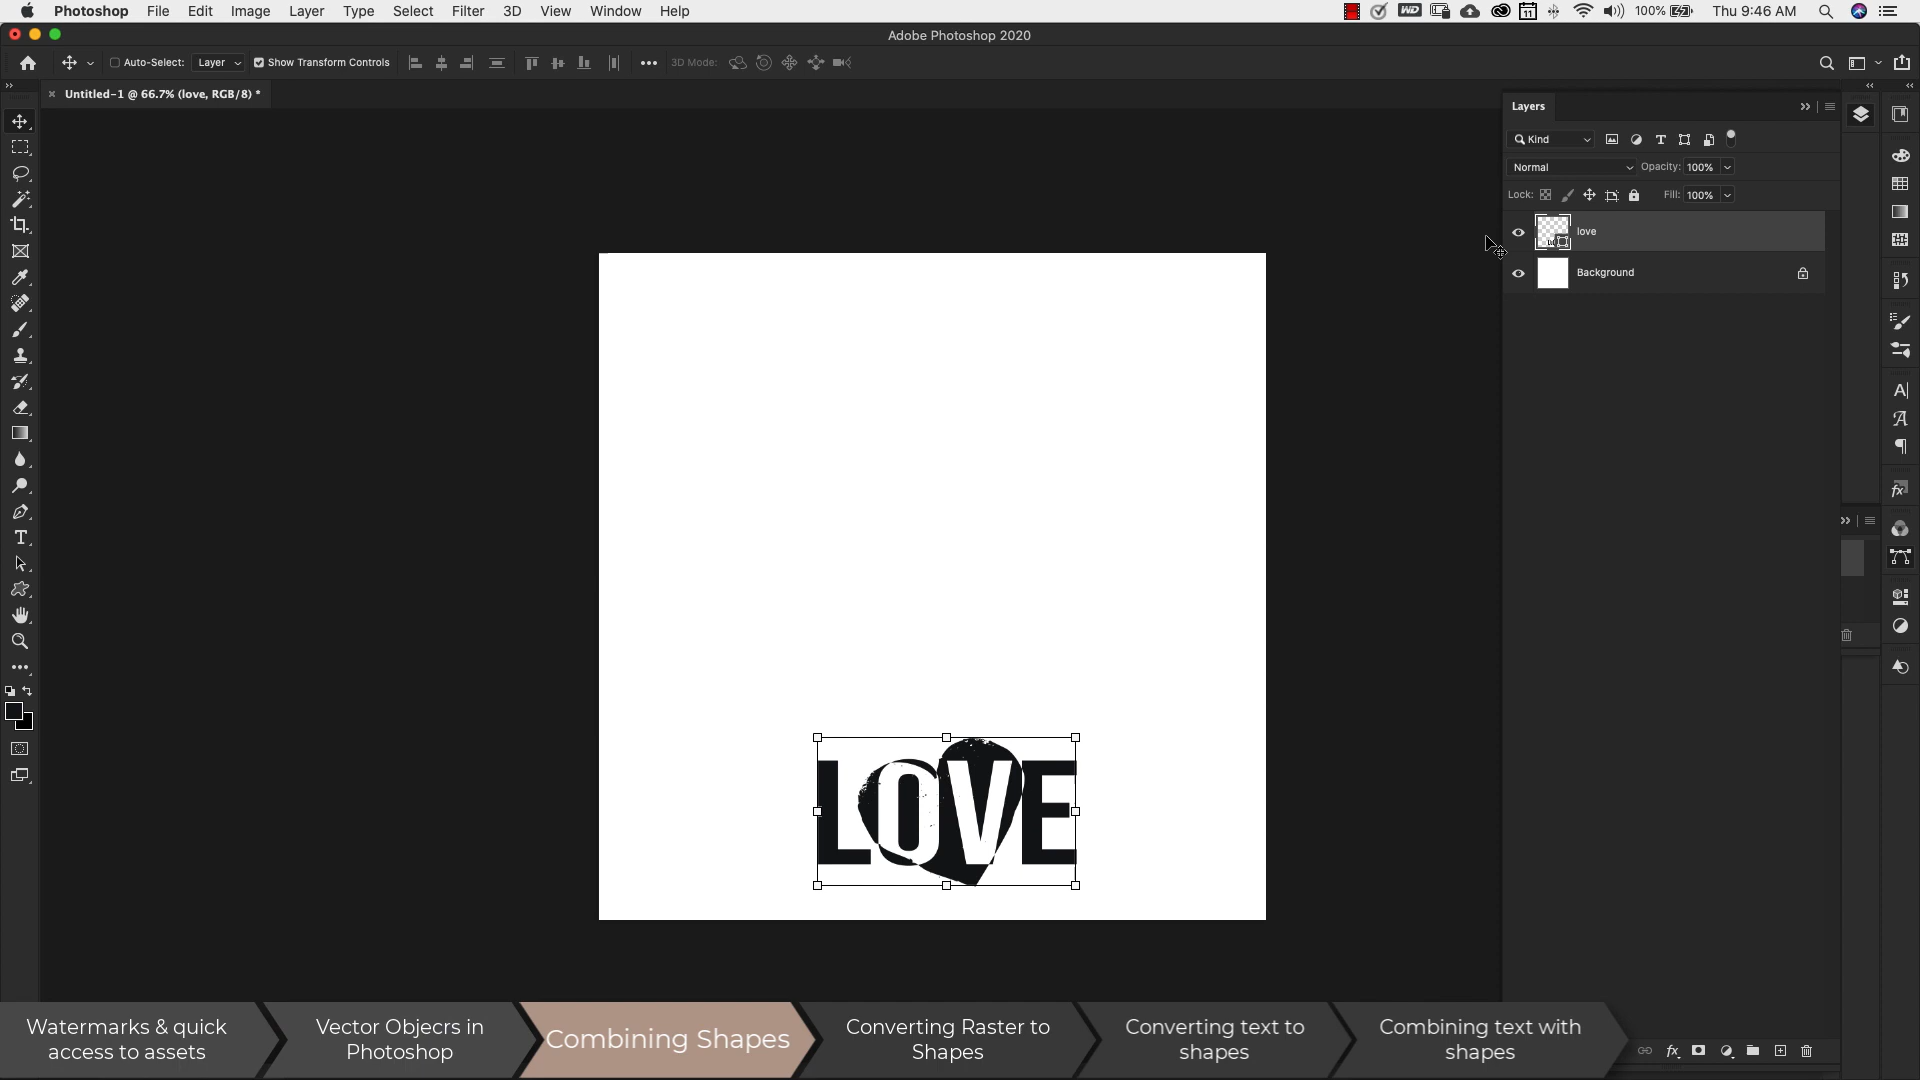 Photoshop File Edit Image Layer Type Select Filter 3D View Window Help
100% Thu 9:46 AM
Adobe Photoshop 2020
Auto-Select: Layer Show Transform Controls 3D Mode:
Untitled-1 @ 66.7% (love, RGB/8) *
Layers
Kind
Normal Opacity: 100%
Lock: Fill: 100%
love
Background
LOVE
Watermarks & quick
access to assets
Vector Objecrs in
Photoshop
Combining Shapes
Converting Raster to
Shapes
Converting text to
shapes
Combining text with
shapes